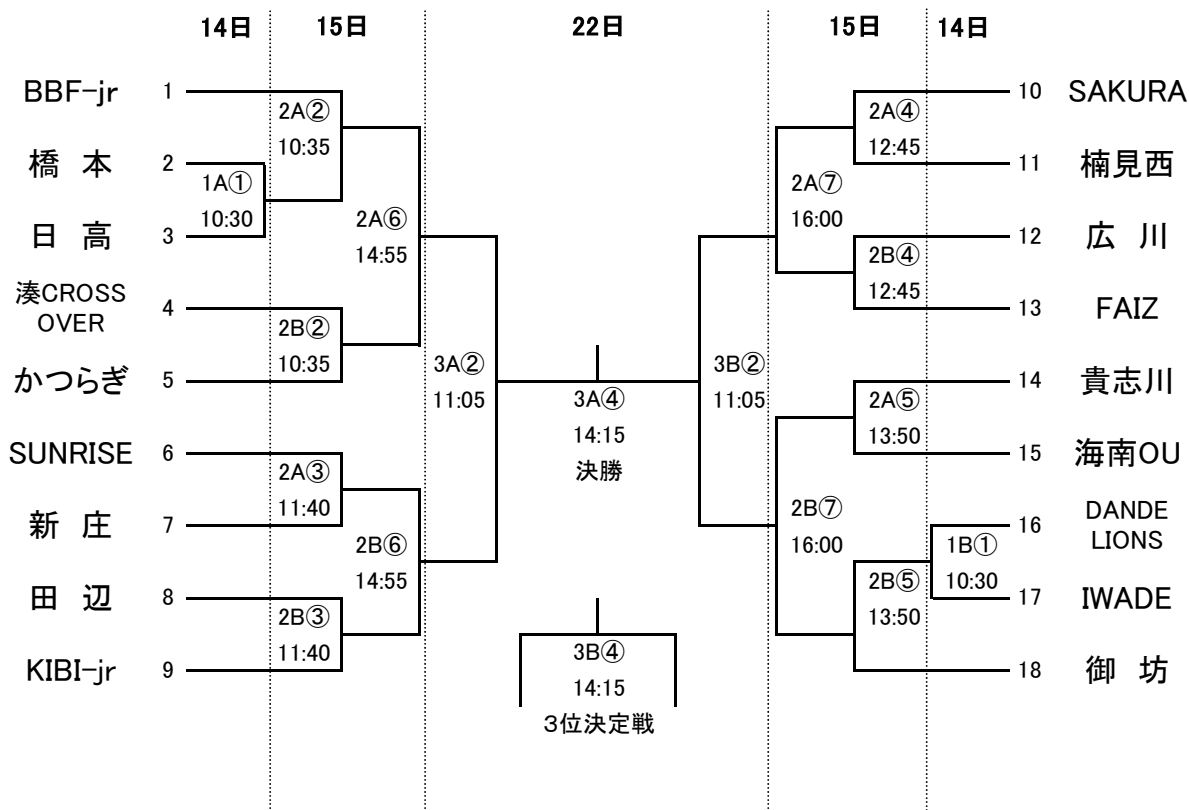 14日 15日 22日 15日 14日
BBF-jr 1
2A②
10:35
橋 本 2
1A①
10:30
日 高 3
2A⑥
14:55
湊CROSS
OVER 4
2B②
10:35
かつらぎ 5
3A②
11:05
SUNRISE 6
2A③
11:40
新 庄 7
2B⑥
14:55
田 辺 8
2B③
11:40
KIBI-jr 9
3A④
14:15
決勝
3B④
14:15
3位決定戦
10 SAKURA
2A④
12:45
11 楠見西
2A⑦
16:00
12 広 川
2B④
12:45
13 FAIZ
3B②
11:05
14 貴志川
2A⑤
13:50
15 海南OU
2B⑦
16:00
16 DANDE
LIONS
1B①
10:30
17 IWADE
2B⑤
13:50
18 御 坊